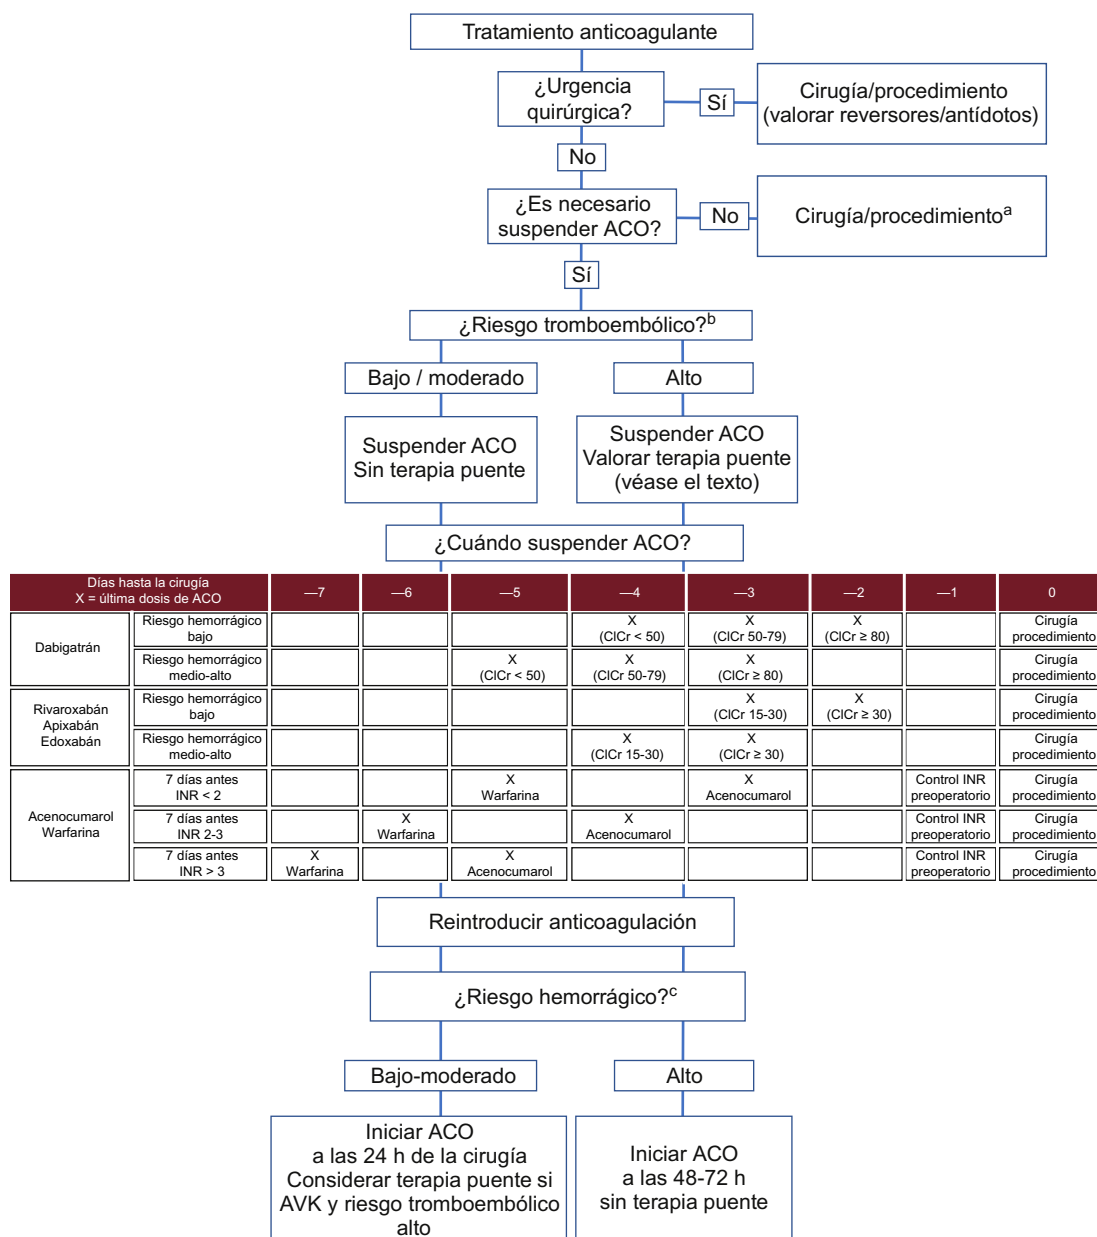 Tratamiento anticoagulante
¿Urgencia
quirúrgica?
Sí
Cirugía/procedimiento
(valorar reversores/antídotos)
No
¿Es necesario
suspender ACO?
No
Cirugía/procedimientoᵃ
Sí
¿Riesgo tromboembólico?ᵇ
Bajo / moderado
Alto
Suspender ACO
Sin terapia puente
Suspender ACO
Valorar terapia puente
(véase el texto)
¿Cuándo suspender ACO?
Días hasta la cirugía
X = última dosis de ACO
—7
—6
—5
—4
—3
—2
—1
0
Dabigatrán
Riesgo hemorrágico
bajo
X
(ClCr < 50)
X
(ClCr 50-79)
X
(ClCr ≥ 80)
Cirugía
procedimiento
Riesgo hemorrágico
medio-alto
X
(ClCr < 50)
X
(ClCr 50-79)
X
(ClCr ≥ 80)
Cirugía
procedimiento
Rivaroxabán
Apixabán
Edoxabán
Riesgo hemorrágico
bajo
X
(ClCr 15-30)
X
(ClCr ≥ 30)
Cirugía
procedimiento
Riesgo hemorrágico
medio-alto
X
(ClCr 15-30)
X
(ClCr ≥ 30)
Cirugía
procedimiento
Acenocumarol
Warfarina
7 días antes
INR < 2
X
Warfarina
X
Acenocumarol
Control INR
preoperatorio
Cirugía
procedimiento
7 días antes
INR 2-3
X
Warfarina
X
Acenocumarol
Control INR
preoperatorio
Cirugía
procedimiento
7 días antes
INR > 3
X
Warfarina
X
Acenocumarol
Control INR
preoperatorio
Cirugía
procedimiento
Reintroducir anticoagulación
¿Riesgo hemorrágico?ᶜ
Bajo-moderado
Alto
Iniciar ACO
a las 24 h de la cirugía
Considerar terapia puente si
AVK y riesgo tromboembólico
alto
Iniciar ACO
a las 48-72 h
sin terapia puente